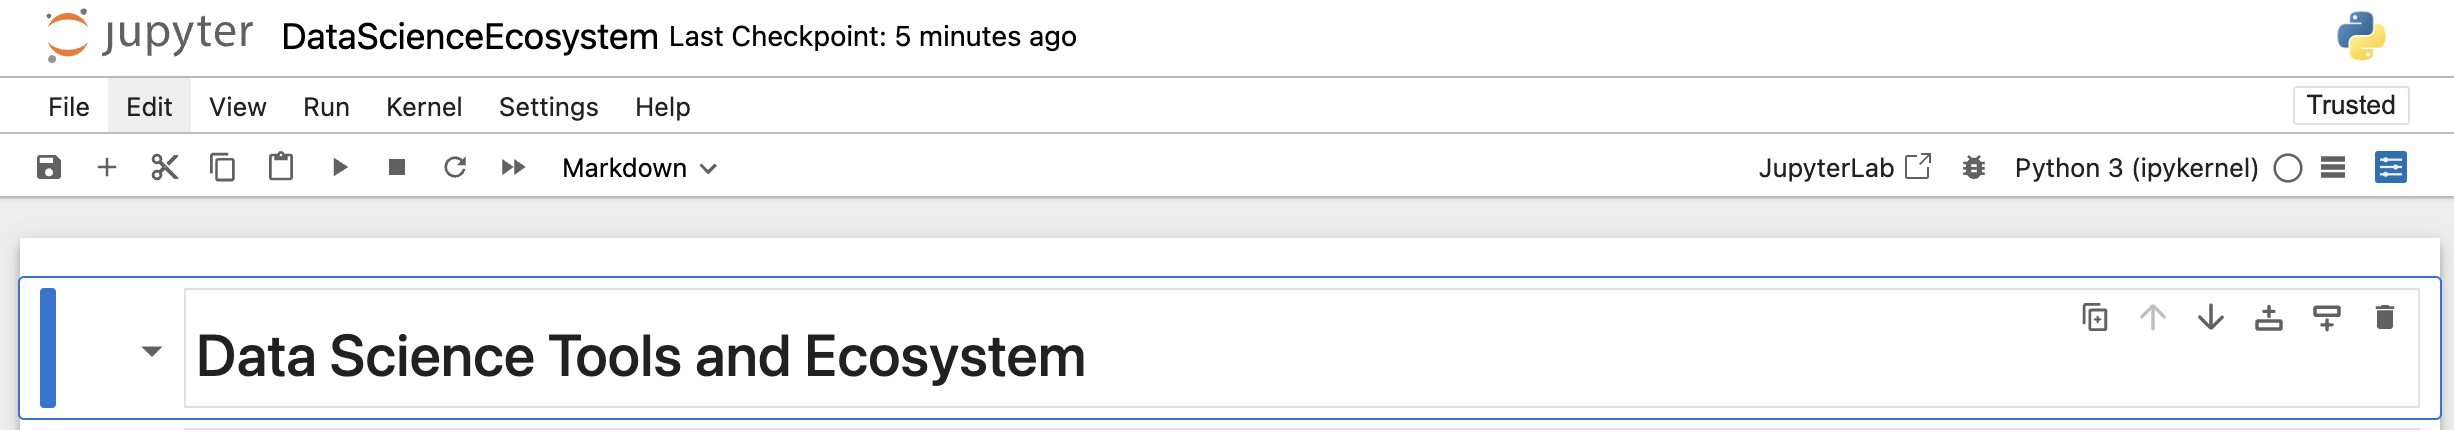 jupyter DataScienceEcosystem Last Checkpoint: 5 minutes ago
File Edit View Run Kernel Settings Help Trusted
Markdown JupyterLab Python 3 (ipykernel)
Data Science Tools and Ecosystem